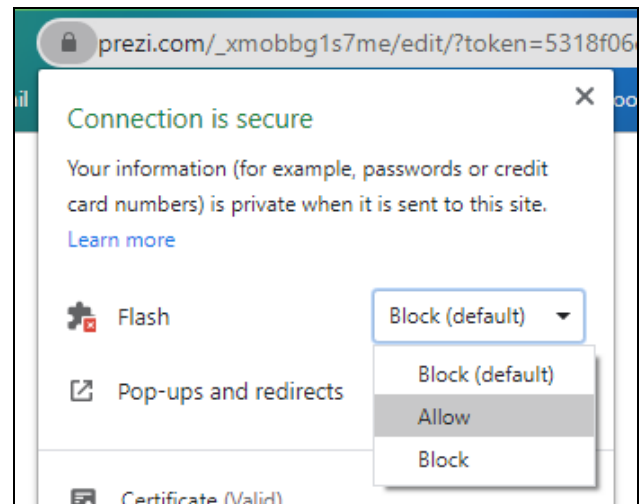 prezi.com/_xmobbg1s7me/edit/?token=5318f06
il
Connection is secure
Your information (for example, passwords or credit
card numbers) is private when it is sent to this site.
Learn more
Flash
Block (default)
Block (default)
Pop-ups and redirects
Allow
Block
Certificate (Valid)